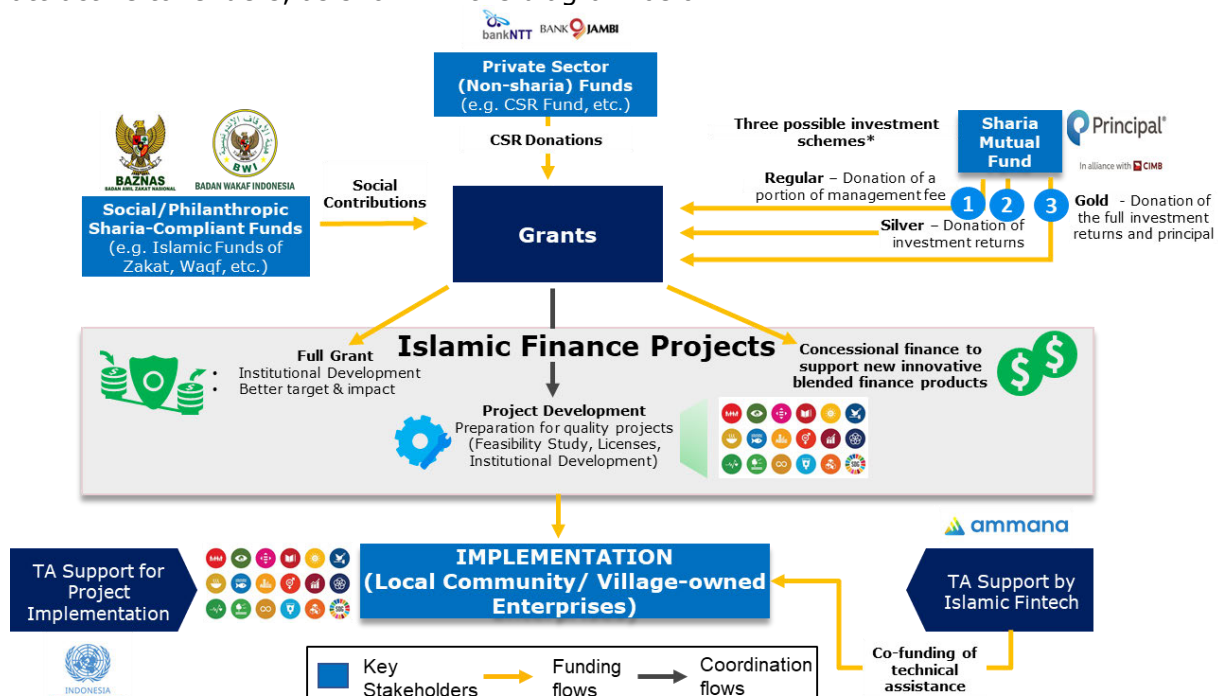 bankNTT
BANK JAMBI
Private Sector
(Non-sharia) Funds
(e.g. CSR Fund, etc.)
CSR Donations
BAZNAS
BADAN AMIL ZAKAT NASIONAL
BWI
BADAN WAKAF INDONESIA
Social/Philanthropic
Sharia-Compliant Funds
(e.g. Islamic Funds of
Zakat, Waqf, etc.)
Social
Contributions
Grants
Three possible investment
schemes*
Sharia
Mutual
Fund
Principal®
In alliance with CIMB
Regular – Donation of a
portion of management fee
1
2
3
Silver – Donation of
investment returns
Gold - Donation of
the full investment
returns and principal
Islamic Finance Projects
Full Grant
• Institutional Development
• Better target & impact
Concessional finance to
support new innovative
blended finance products
Project Development
Preparation for quality projects
(Feasibility Study, Licenses,
Institutional Development)
TA Support for
Project
Implementation
IMPLEMENTATION
(Local Community/ Village-owned
Enterprises)
ammana
TA Support by
Islamic Fintech
Co-funding of
technical
assistance
INDONESIA
Key
Stakeholders
Funding
flows
Coordination
flows